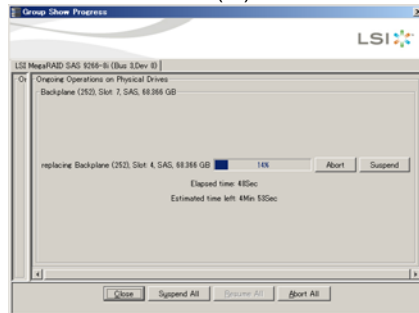 Group Show Progress
LSI
LSI MegaRAID SAS 9266-8i (Bus 3,Dev 0)
Ongoing Operations on Physical Drives
Backplane (252), Slot: 7, SAS, 68.366 GB
replacing Backplane (252), Slot: 4, SAS, 68.366 GB 14% Abort Suspend
Elapsed time: 48Sec
Estimated time left: 4Min 53Sec
Close Suspend All Resume All Abort All